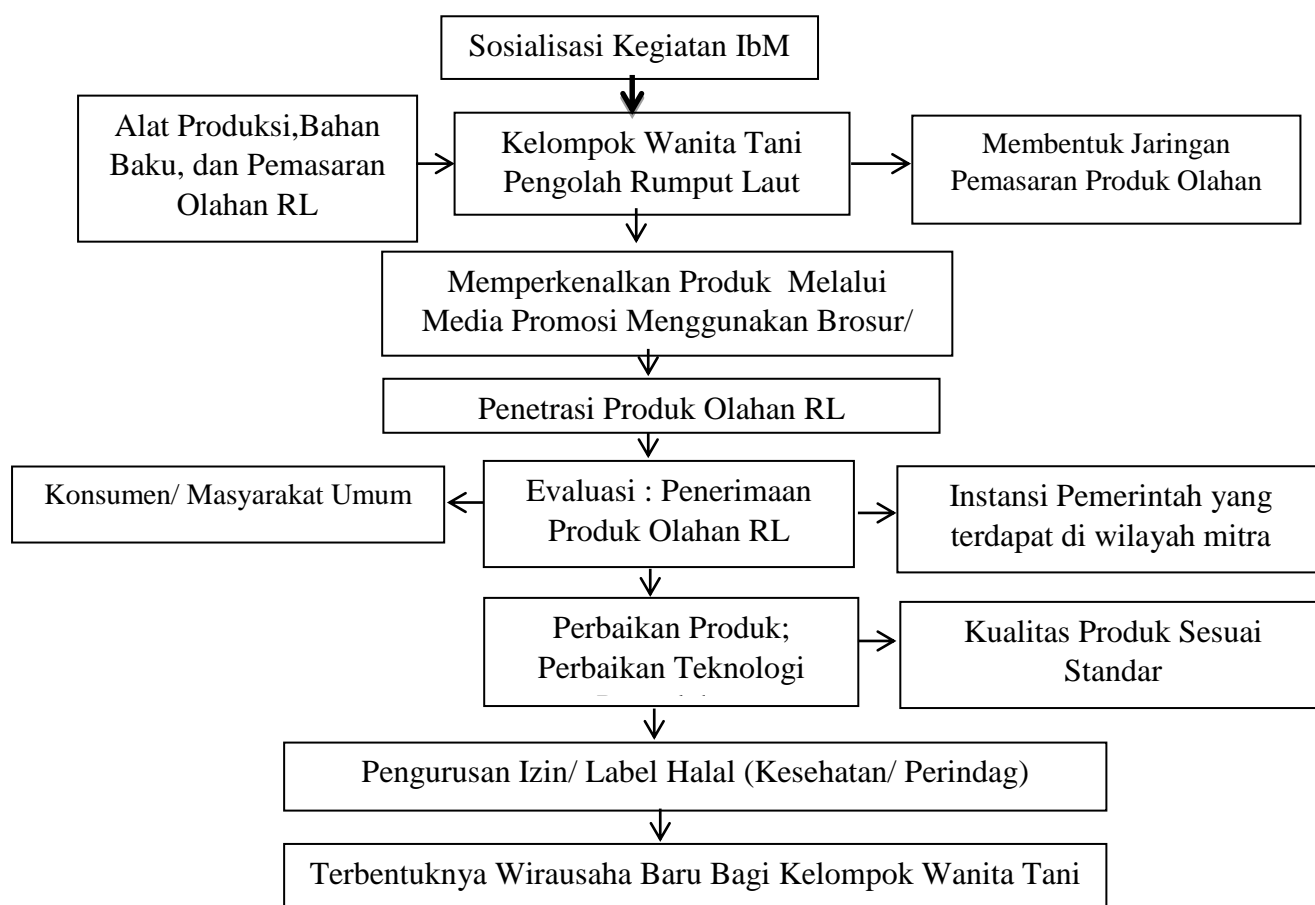 Sosialisasi Kegiatan IbM
Alat Produksi,Bahan
Baku, dan Pemasaran
Olahan RL
Kelompok Wanita Tani
Pengolah Rumput Laut
Membentuk Jaringan
Pemasaran Produk Olahan
Memperkenalkan Produk Melalui
Media Promosi Menggunakan Brosur/
Penetrasi Produk Olahan RL
Konsumen/ Masyarakat Umum
Evaluasi : Penerimaan
Produk Olahan RL
Instansi Pemerintah yang
terdapat di wilayah mitra
Perbaikan Produk;
Perbaikan Teknologi
Kualitas Produk Sesuai
Standar
Pengurusan Izin/ Label Halal (Kesehatan/ Perindag)
Terbentuknya Wirausaha Baru Bagi Kelompok Wanita Tani